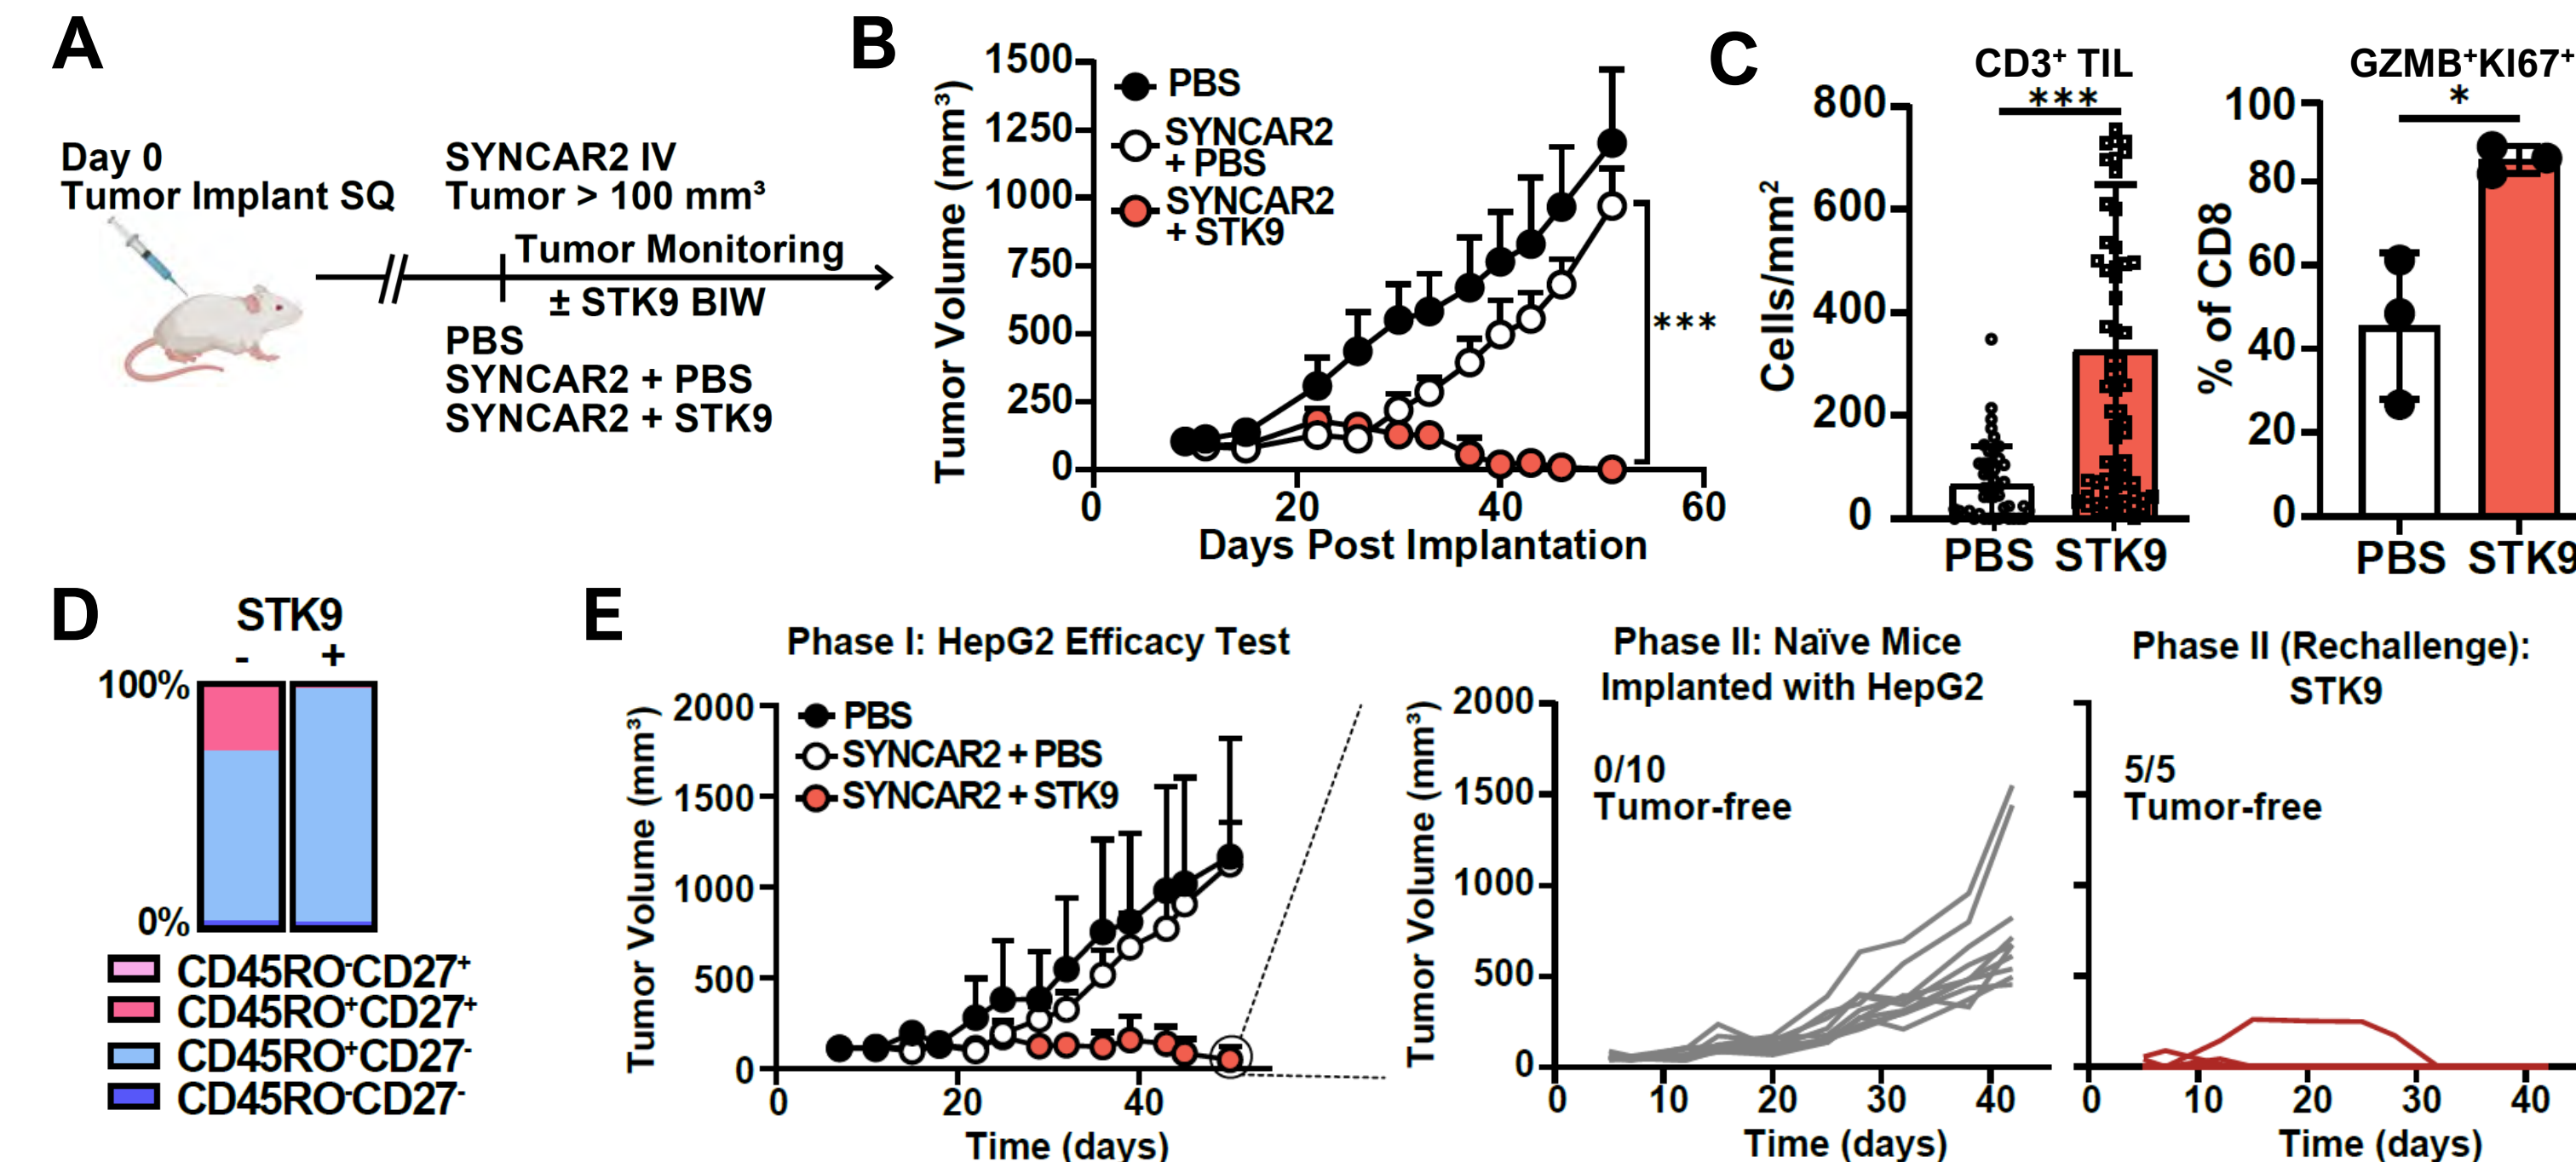 A
Day 0
Tumor Implant SQ
SYNCAR2 IV
Tumor > 100 mm³
Tumor Monitoring
± STK9 BIW
PBS
SYNCAR2 + PBS
SYNCAR2 + STK9
B
Tumor Volume (mm³)
1500
1250
1000
750
500
250
0
PBS
SYNCAR2
+ PBS
SYNCAR2
+ STK9
***
0 20 40 60
Days Post Implantation
C
CD3⁺ TIL
***
Cells/mm²
800
600
400
200
0
PBS STK9
GZMB⁺KI67⁺
*
% of CD8
100
80
60
40
20
0
PBS STK9
D
STK9
- +
100%
0%
CD45RO⁻CD27⁺
CD45RO⁺CD27⁺
CD45RO⁺CD27⁻
CD45RO⁻CD27⁻
E
Phase I: HepG2 Efficacy Test
Tumor Volume (mm³)
2000
1500
1000
500
0
PBS
SYNCAR2 + PBS
SYNCAR2 + STK9
0 20 40
Time (days)
Phase II: Naïve Mice
Implanted with HepG2
Tumor Volume (mm³)
2000
1500
1000
500
0
0/10
Tumor-free
0 10 20 30 40
Time (days)
Phase II (Rechallenge):
STK9
5/5
Tumor-free
0 10 20 30 40
Time (days)